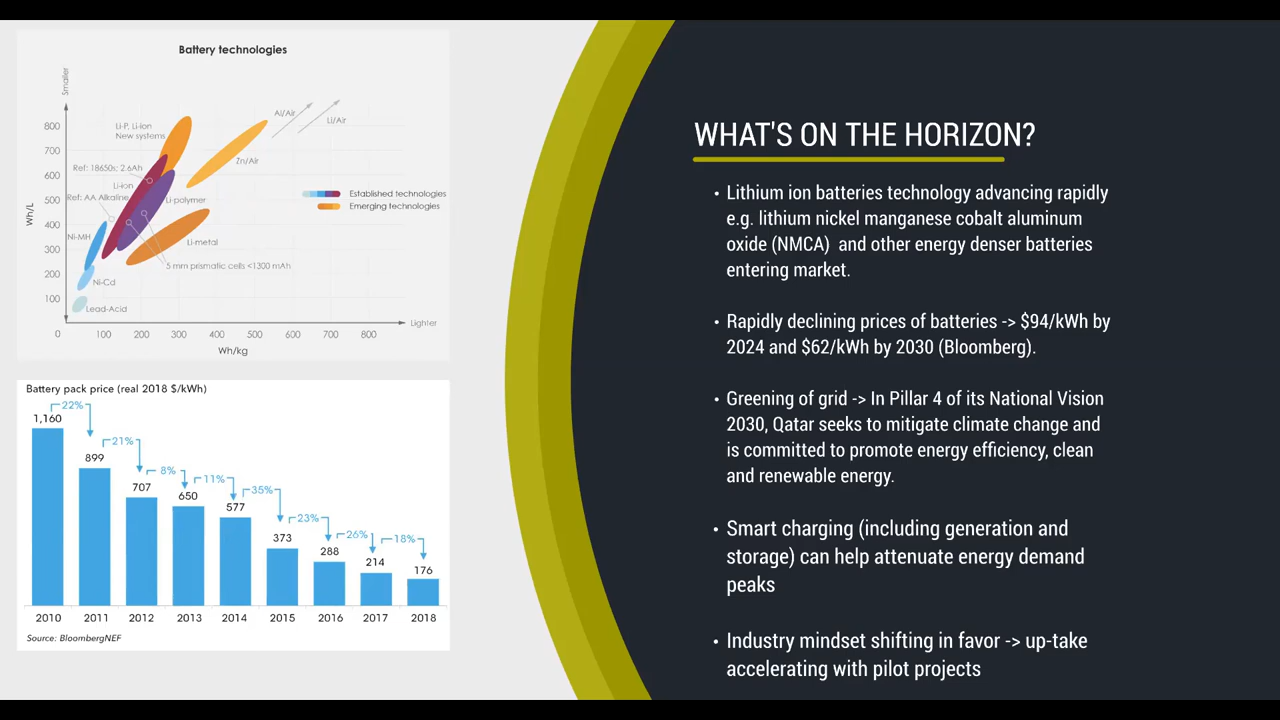 Battery technologies
Smaller
Wh/L
800
700
600
500
400
300
200
100
0
100
200
300
400
500
600
700
800
Lighter
Wh/kg
Li-P, Li-ion
New systems
Ref: 18650s; 2.6Ah
Li-ion
Ref: AA Alkaline
Ni-MH
Ni-Cd
Lead-Acid
Li-polymer
Li-metal
5 mm prismatic cells <1300 mAh
Zn/Air
Al/Air
Li/Air
Established technologies
Emerging technologies
Battery pack price (real 2018 $/kWh)
22%
21%
8%
11%
35%
23%
26%
18%
1,160
899
707
650
577
373
288
214
176
2010
2011
2012
2013
2014
2015
2016
2017
2018
Source: BloombergNEF
WHAT'S ON THE HORIZON?
• Lithium ion batteries technology advancing rapidly
e.g. lithium nickel manganese cobalt aluminum
oxide (NMCA) and other energy denser batteries
entering market.
• Rapidly declining prices of batteries -> $94/kWh by
2024 and $62/kWh by 2030 (Bloomberg).
• Greening of grid -> In Pillar 4 of its National Vision
2030, Qatar seeks to mitigate climate change and
is committed to promote energy efficiency, clean
and renewable energy.
• Smart charging (including generation and
storage) can help attenuate energy demand
peaks
• Industry mindset shifting in favor -> up-take
accelerating with pilot projects